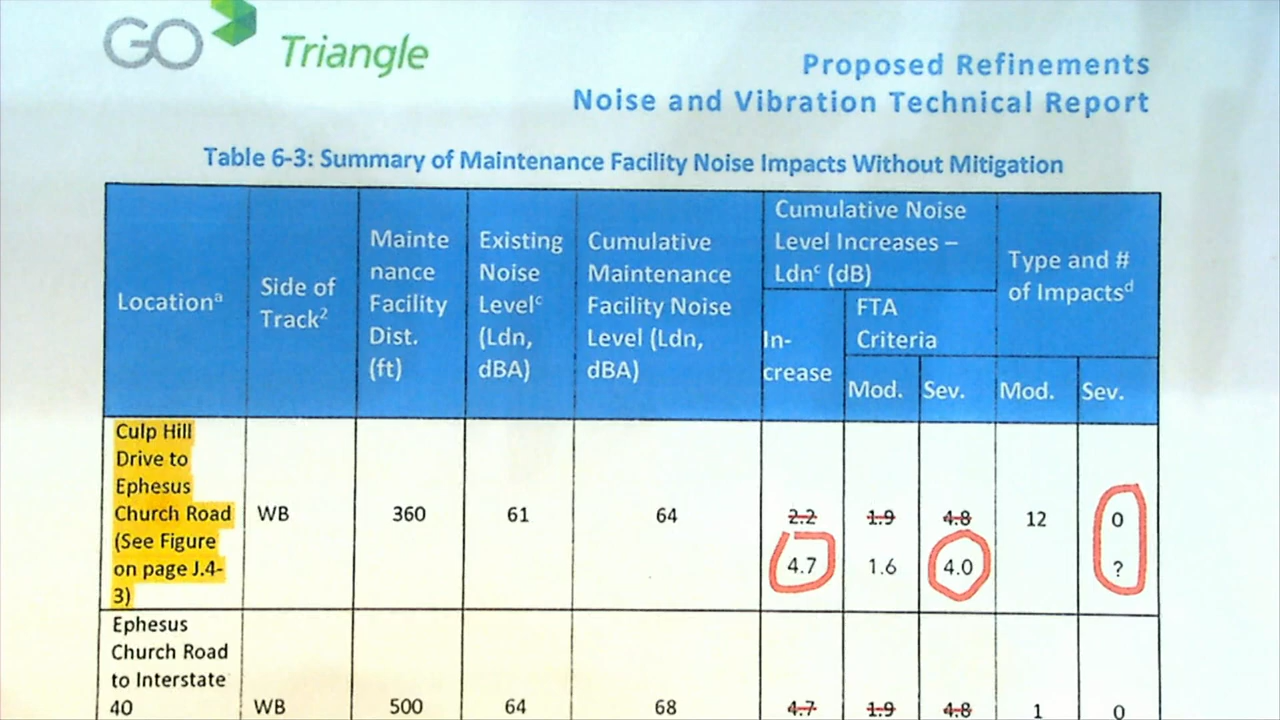 GO Triangle
Proposed Refinements
Noise and Vibration Technical Report
Table 6-3: Summary of Maintenance Facility Noise Impacts Without Mitigation
Locationᵃ
Side of
Track²
Mainte
nance
Facility
Dist.
(ft)
Existing
Noise
Levelᶜ
(Ldn,
dBA)
Cumulative
Maintenance
Facility Noise
Level (Ldn,
dBA)
Cumulative Noise
Level Increases –
Ldnᶜ (dB)
In-
crease
FTA
Criteria
Mod.
Sev.
Type and #
of Impactsᵈ
Mod.
Sev.
Culp Hill
Drive to
Ephesus
Church Road
(See Figure
on page J.4-
3)
WB
360
61
64
2.2
4.7
1.9
1.6
4.8
4.0
12
0
?
Ephesus
Church Road
to Interstate
40
WB
500
64
68
4.7
1.9
4.8
1
0